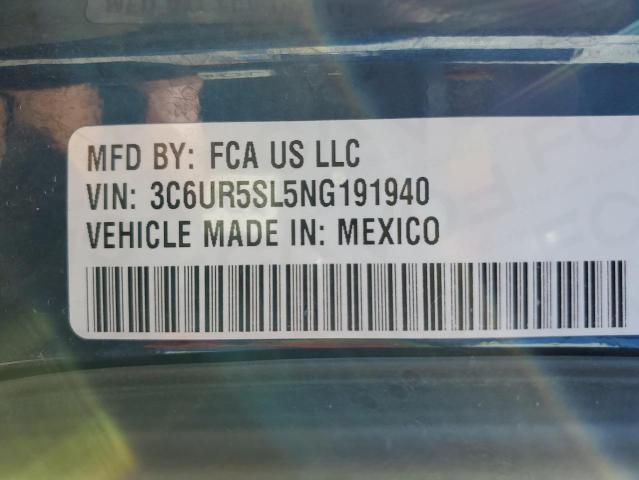 MFD BY: FCA US LLC
VIN: 3C6UR5SL5NG191940
VEHICLE MADE IN: MEXICO